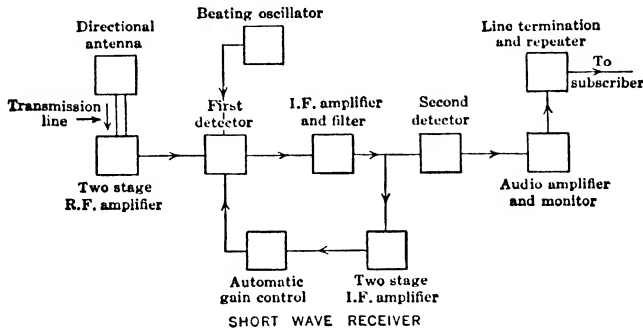 Beating oscillator
Directional
antenna
Line termination
and repeater
To
subscriber
Transmission
line
First
detector
I.F. amplifier
and filter
Second
detector
Two stage
R.F. amplifier
Audio amplifier
and monitor
Automatic
gain control
Two stage
I.F. amplifier
SHORT WAVE RECEIVER